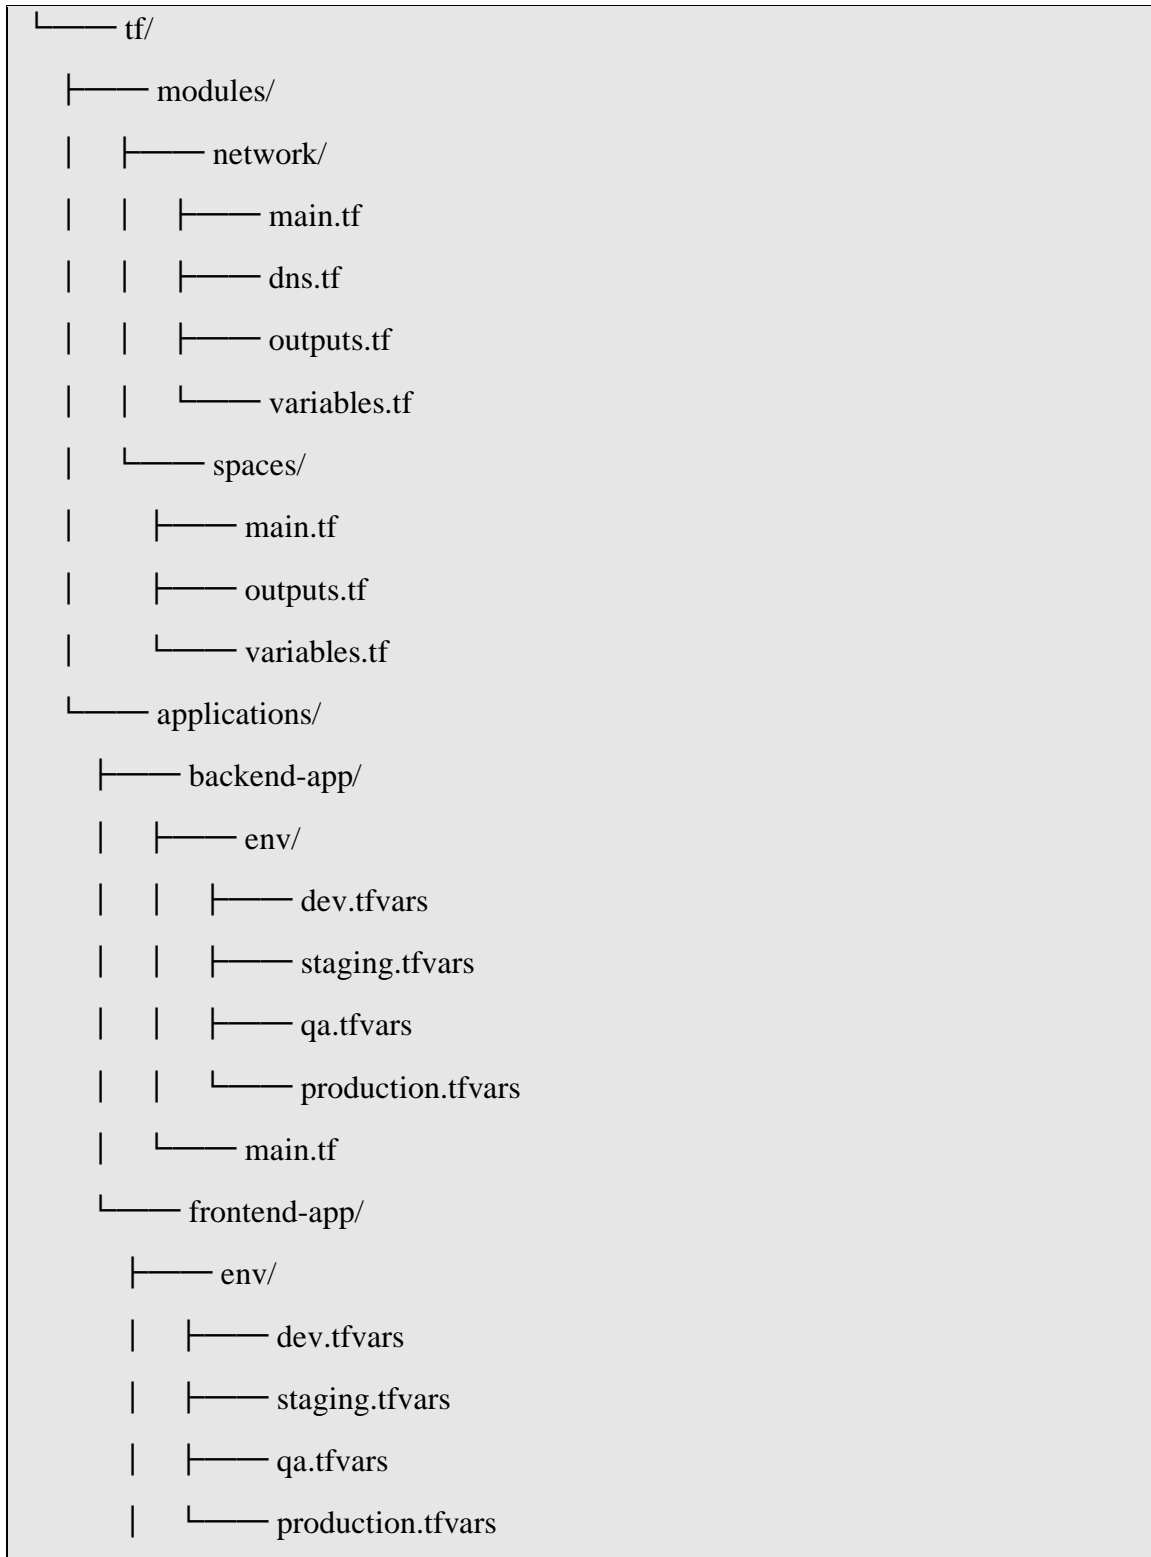 └── tf/
├── modules/
│ ├── network/
│ │ ├── main.tf
│ │ ├── dns.tf
│ │ ├── outputs.tf
│ │ └── variables.tf
│ └── spaces/
│ ├── main.tf
│ ├── outputs.tf
│ └── variables.tf
└── applications/
├── backend-app/
│ ├── env/
│ │ ├── dev.tfvars
│ │ ├── staging.tfvars
│ │ ├── qa.tfvars
│ │ └── production.tfvars
│ └── main.tf
└── frontend-app/
├── env/
│ ├── dev.tfvars
│ ├── staging.tfvars
│ ├── qa.tfvars
│ └── production.tfvars